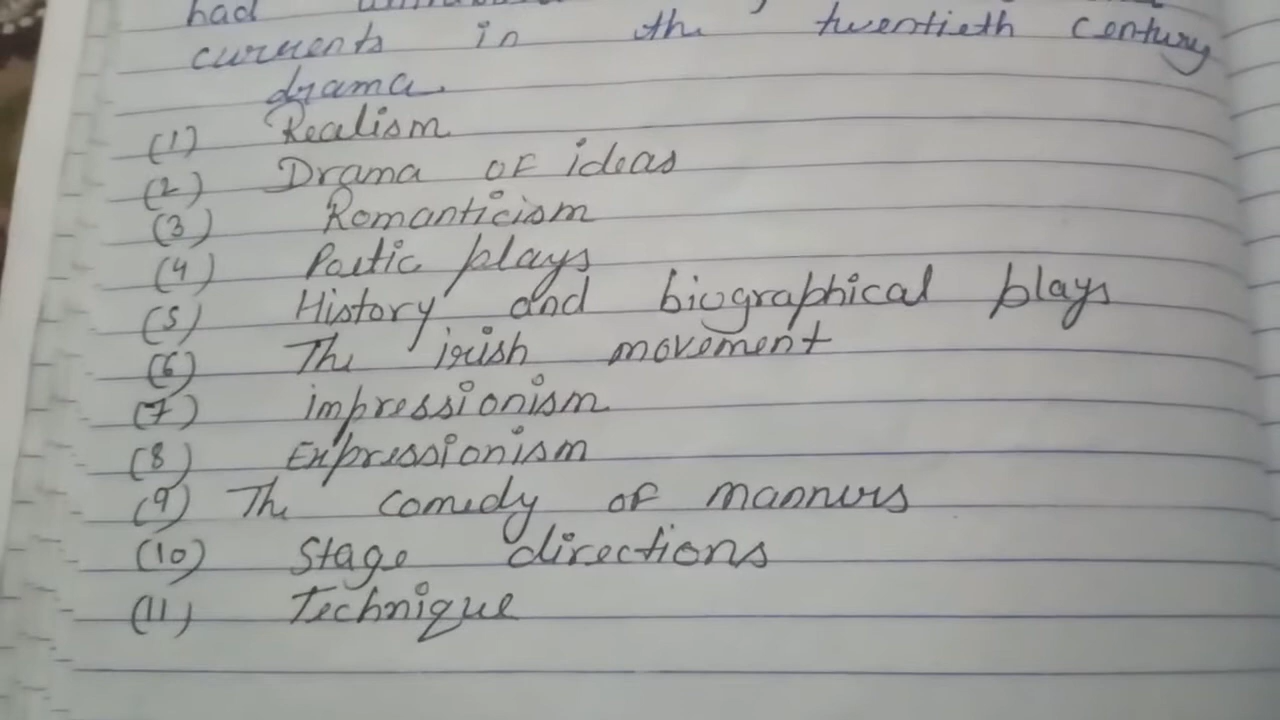 had
currents in the twentieth century
drama.
(1) Realism
(2) Drama OF ideas
(3) Romanticism
(4) Poetic plays
(5) History and biographical plays
(6) The irish movement
(7) impressionism
(8) Expressionism
(9) The comedy of manners
(10) Stage directions
(11) Technique